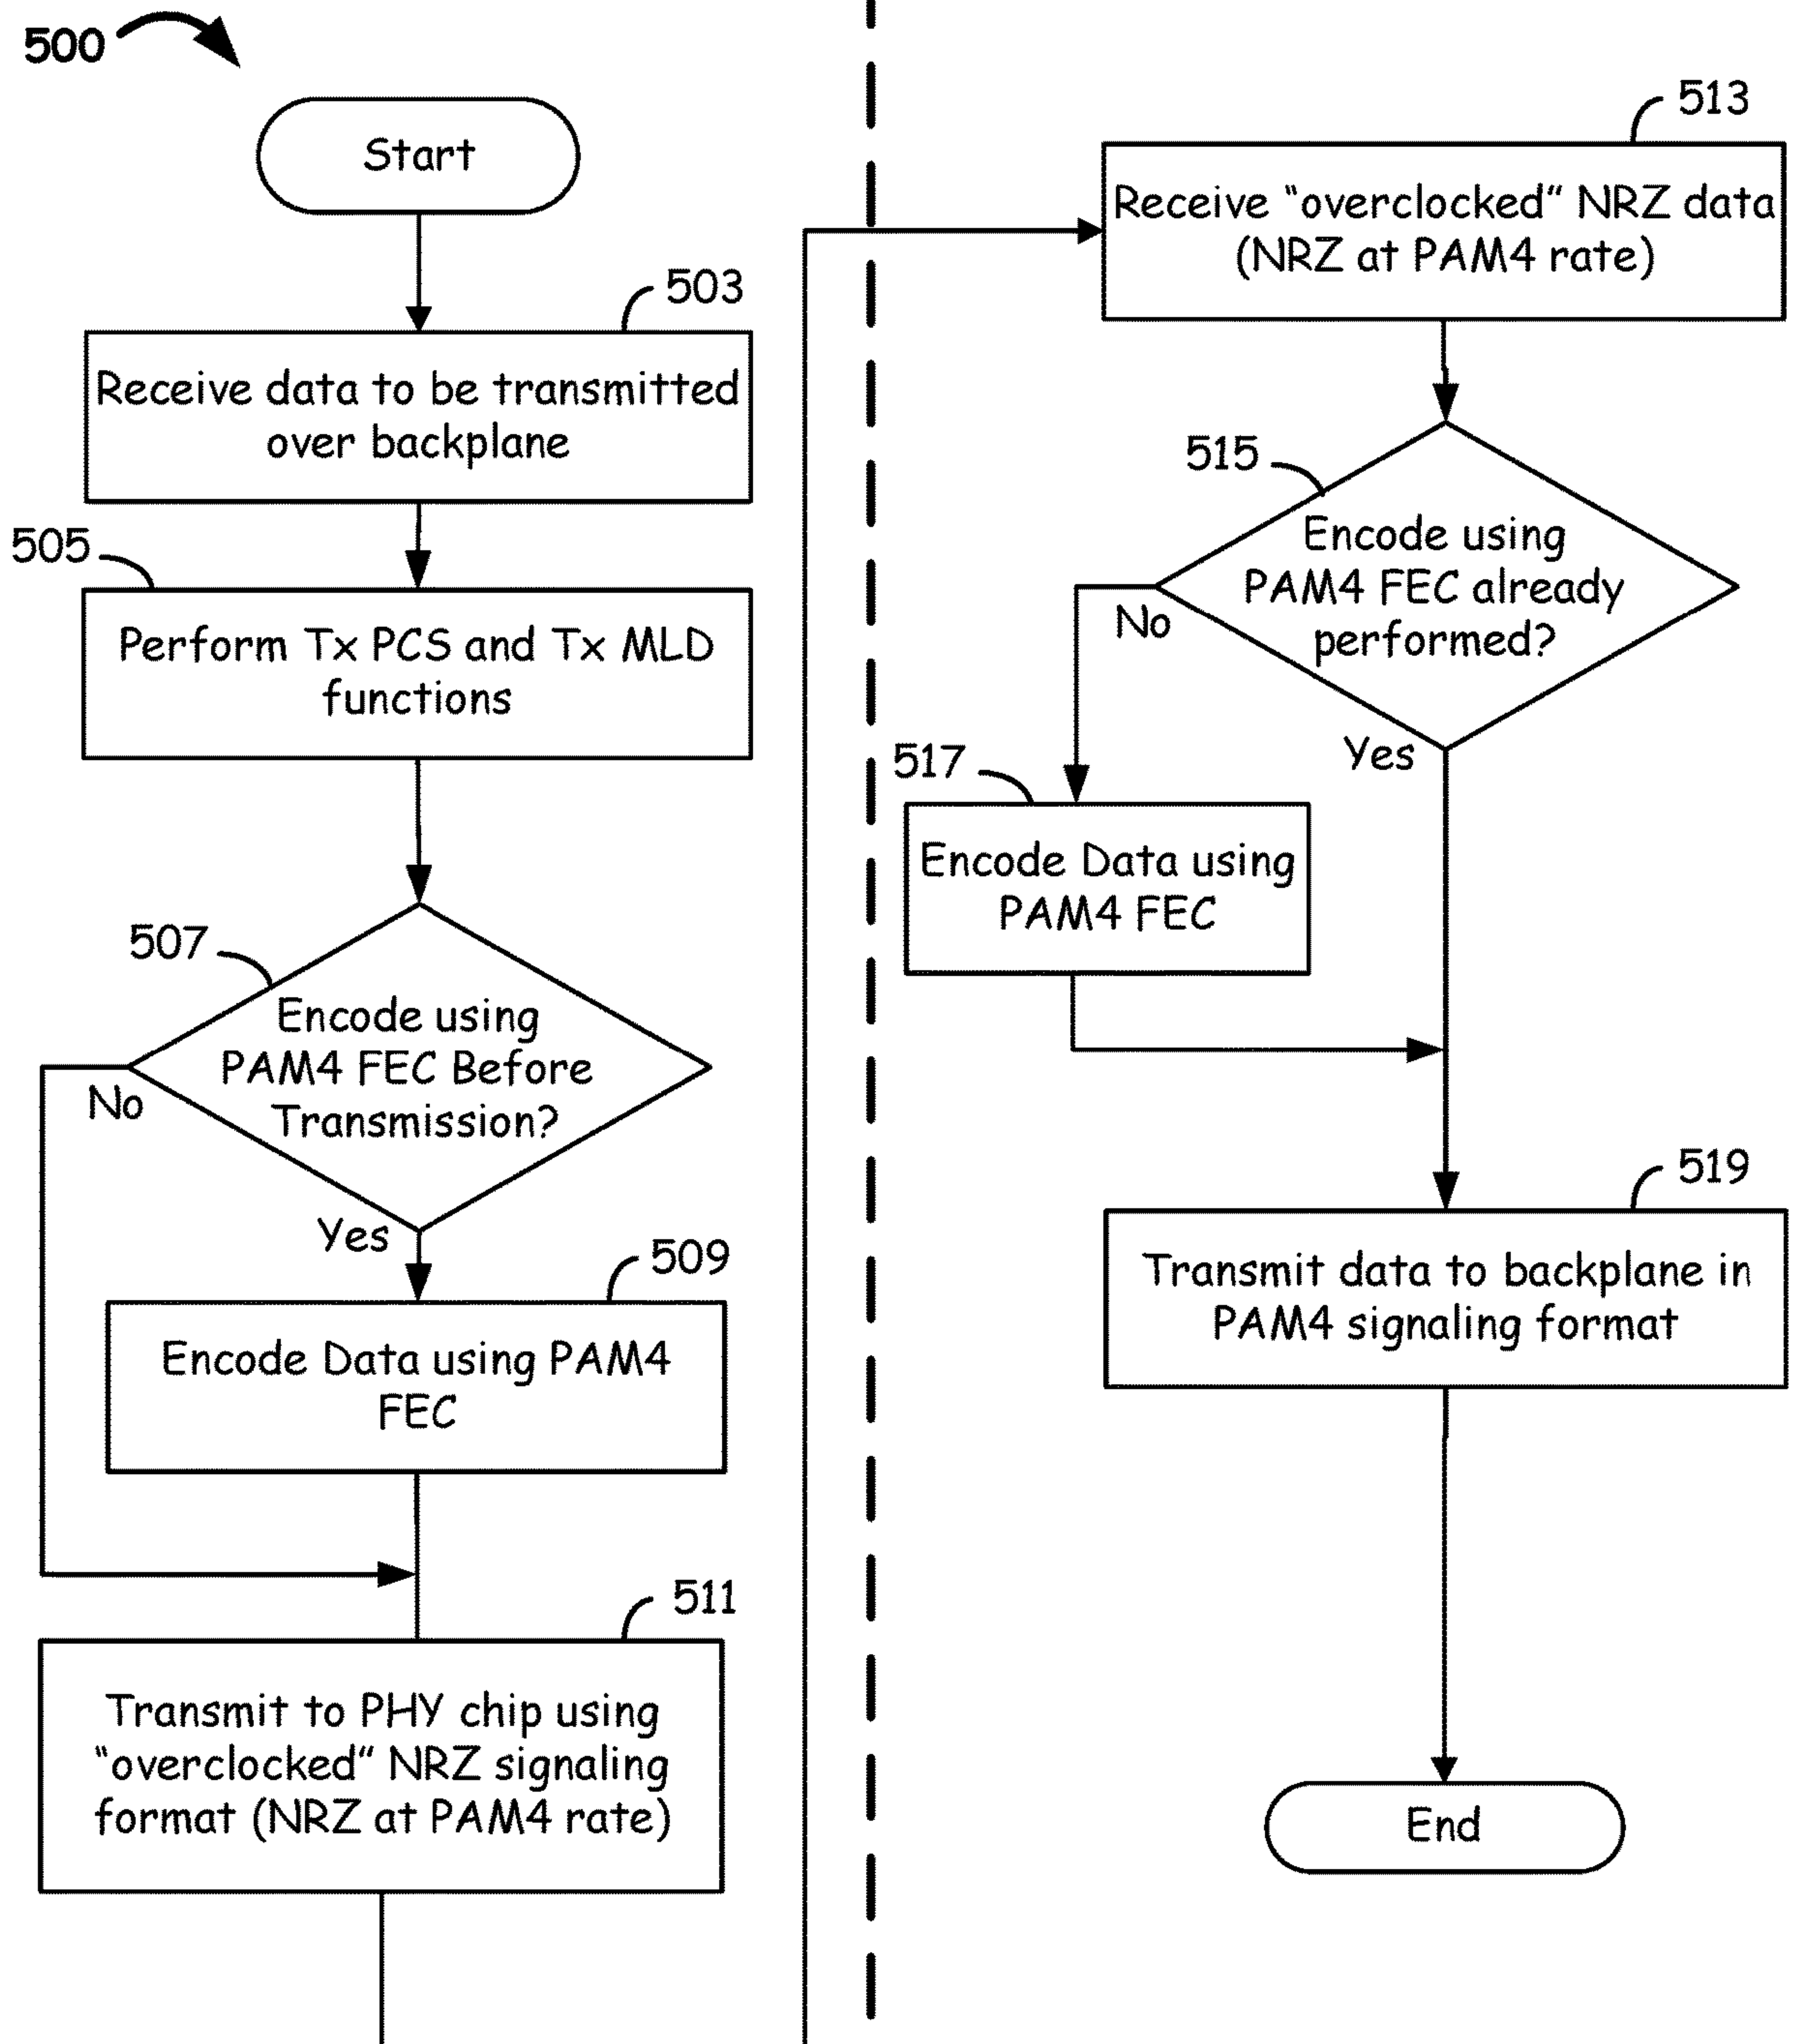 500
Start
503
Receive data to be transmitted
over backplane
505
Perform Tx PCS and Tx MLD
functions
507
Encode using
PAM4 FEC Before
Transmission?
No
Yes
509
Encode Data using PAM4
FEC
511
Transmit to PHY chip using
“overclocked” NRZ signaling
format (NRZ at PAM4 rate)
513
Receive “overclocked” NRZ data
(NRZ at PAM4 rate)
515
Encode using
PAM4 FEC already
performed?
No
Yes
517
Encode Data using
PAM4 FEC
519
Transmit data to backplane in
PAM4 signaling format
End